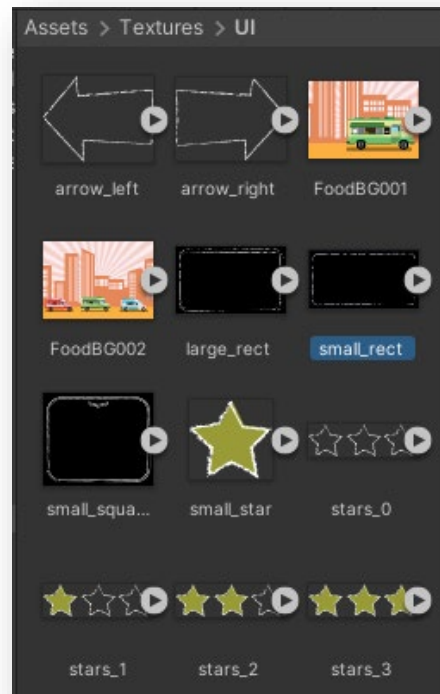 Assets > Textures > UI
arrow_left
arrow_right
FoodBG001
FoodBG002
large_rect
small_rect
small_squa...
small_star
stars_0
stars_1
stars_2
stars_3